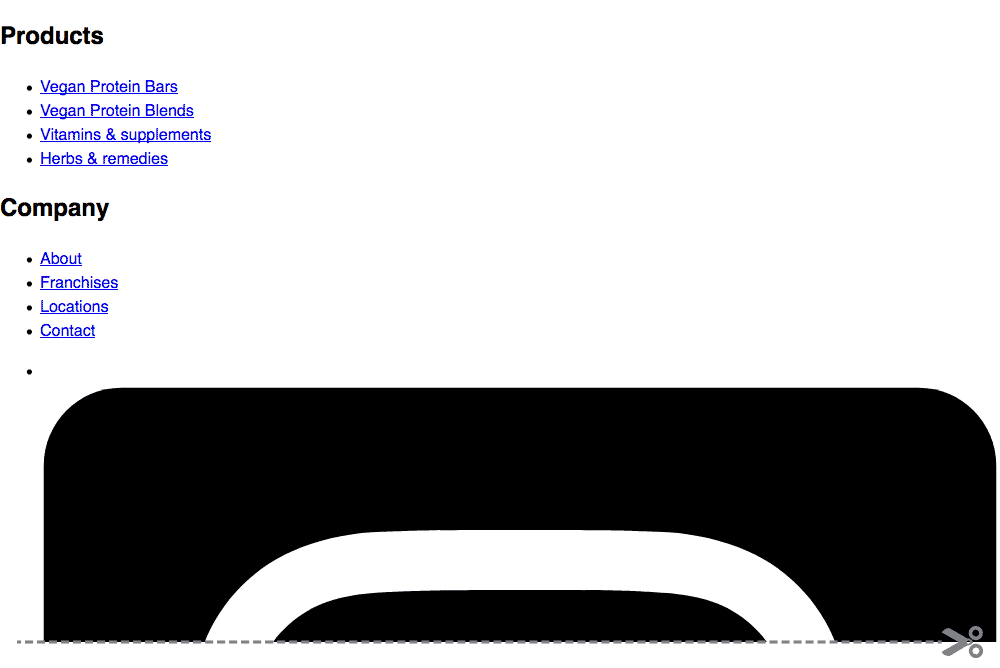 Products
Vegan Protein Bars
Vegan Protein Blends
Vitamins & supplements
Herbs & remedies
Company
About
Franchises
Locations
Contact